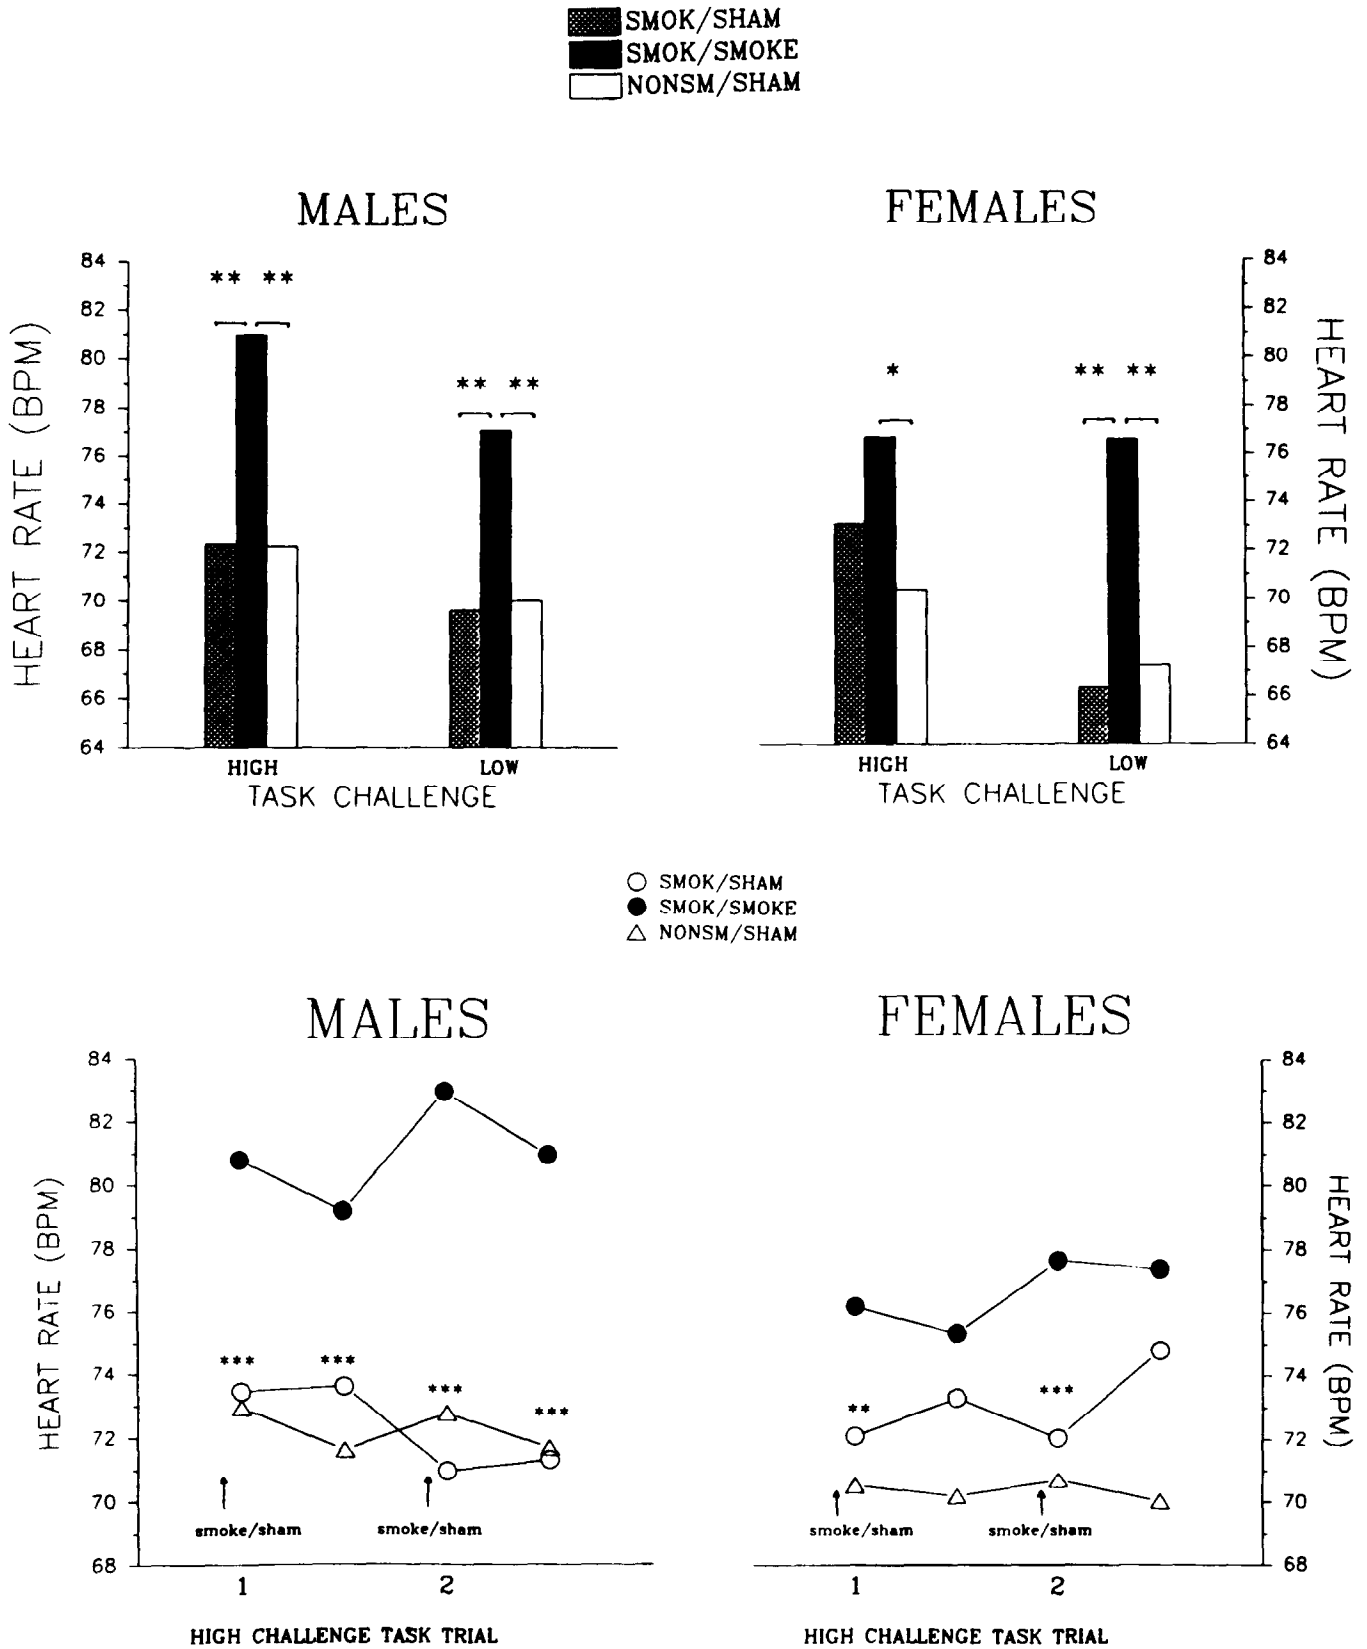 SMOK/SHAM
SMOK/SMOKE
NONSM/SHAM
MALES
FEMALES
HEART RATE (BPM)
84
82
80
78
76
74
72
70
68
66
64
** **
** **
HIGH
LOW
TASK CHALLENGE
*
** **
84
82
80
78
76
74
72
70
68
66
64
HEART RATE (BPM)
HIGH
LOW
TASK CHALLENGE
SMOK/SHAM
SMOK/SMOKE
NONSM/SHAM
MALES
FEMALES
HEART RATE (BPM)
84
82
80
78
76
74
72
70
68
***
***
***
***
smoke/sham
smoke/sham
1
2
HIGH CHALLENGE TASK TRIAL
**
***
smoke/sham
smoke/sham
84
82
80
78
76
74
72
70
68
HEART RATE (BPM)
1
2
HIGH CHALLENGE TASK TRIAL